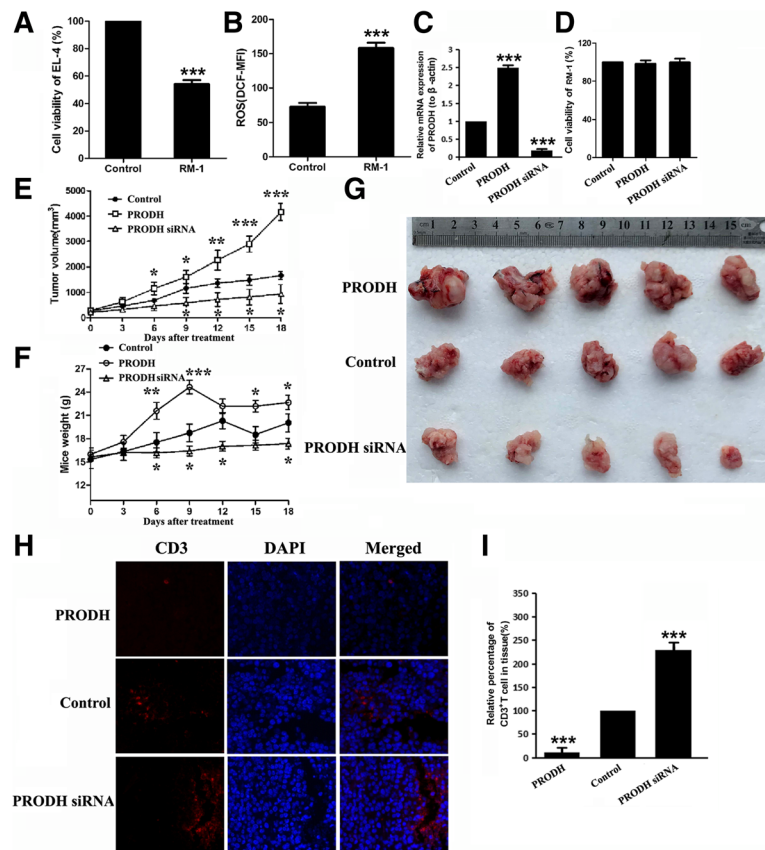 A
Cell viability of EL-4 (%)
100
80
60
40
20
0
***
Control
RM-1
B
ROS(DCF-MFI)
200
150
100
50
0
***
Control
RM-1
C
Relative mRNA expression
of PRODH (to β -actin)
3
2.5
2
1.5
1
0.5
0
***
***
Control
PRODH
PRODH siRNA
D
Cell viability of RM-1 (%)
120
80
40
0
Control
PRODH
PRODH siRNA
E
Tumor volume(mm³)
6000
5000
4000
3000
2000
1000
0
Control
PRODH
PRODH siRNA
* * ** *** ***
* * * *
0 3 6 9 12 15 18
Days after treatment
F
Mice weight (g)
27
24
21
18
15
12
Control
PRODH
PRODH siRNA
** *** * *
* * * *
0 3 6 9 12 15 18
Days after treatment
G
1 2 3 4 5 6 7 8 9 10 11 12 13 14 15
PRODH
Control
PRODH siRNA
H
CD3 DAPI Merged
PRODH
Control
PRODH siRNA
I
Relative percentage of
CD3⁺T cell in tissue(%)
350
300
250
200
150
100
50
0
***
***
PRODH
Control
PRODH siRNA